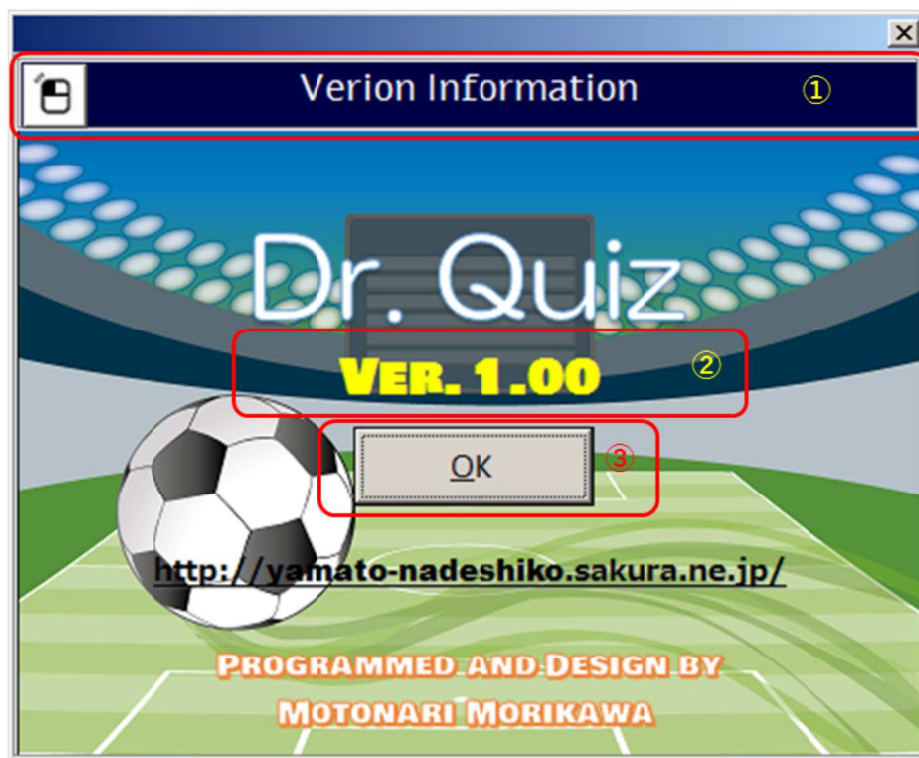 Verion Information ①
Dr. Quiz
VER. 1.00 ②
OK ③
http://yamato-nadeshiko.sakura.ne.jp/
PROGRAMMED AND DESIGN BY
MOTONARI MORIKAWA